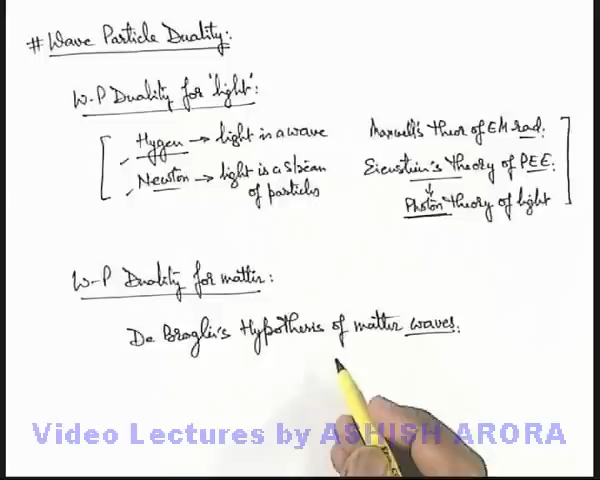 # Wave Particle Duality:
W-P Duality for 'light':
Hygen → light is a wave
Newton → light is a stream
of particles
Maxwell's theor of EM rad.
Eienstein's Theory of PEE.
↓
Photon Theory of light
W-P Duality for matter:
De Broglie's Hypothesis of matter waves.
Video Lectures by ASHISH ARORA